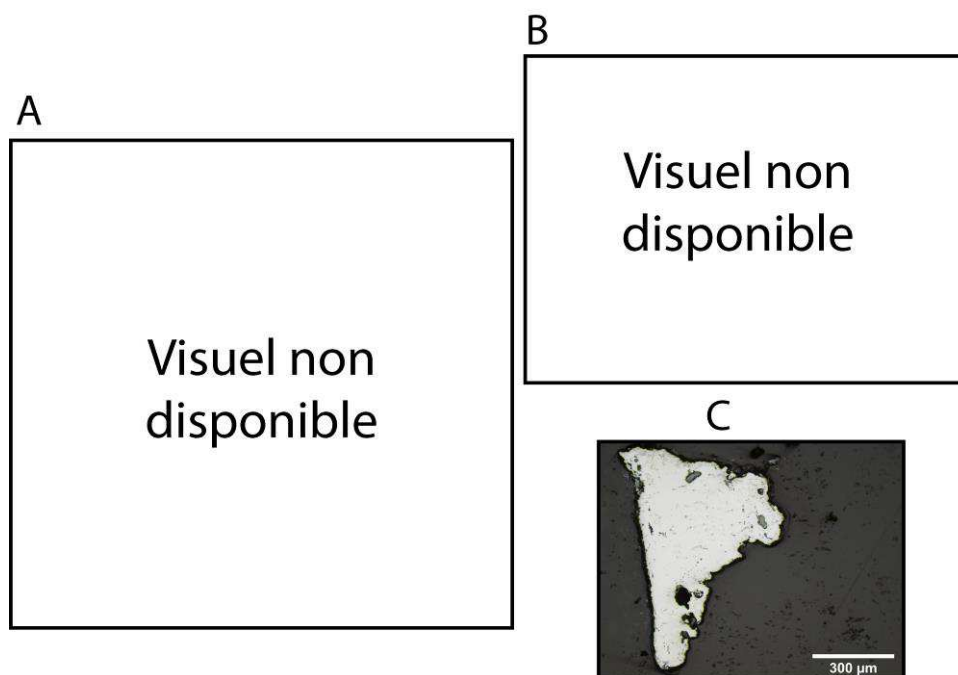 A
Visuel non
disponible
B
Visuel non
disponible
C
300 µm